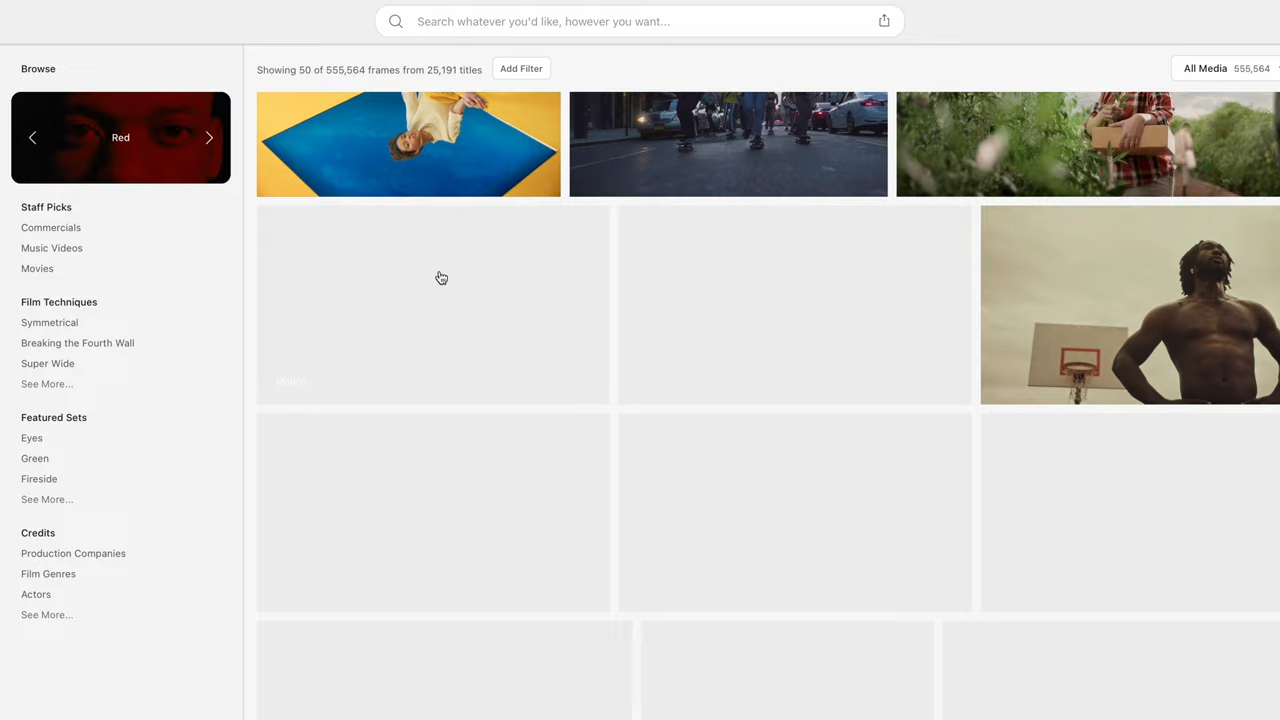 Search whatever you'd like, however you want...
Browse
Showing 50 of 555,564 frames from 25,191 titles
Add Filter
All Media 555,564
Red
Staff Picks
Commercials
Music Videos
Movies
Film Techniques
Symmetrical
Breaking the Fourth Wall
Super Wide
See More...
Featured Sets
Eyes
Green
Fireside
See More...
Credits
Production Companies
Film Genres
Actors
See More...